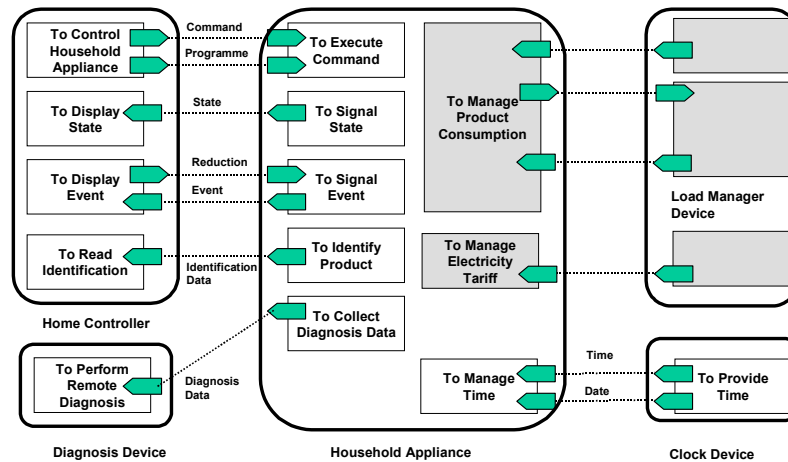 To Control
Household
Appliance
Command
Programme
To Execute
Command
To Display
State
State
To Signal
State
To Manage
Product
Consumption
To Display
Event
Reduction
Event
To Signal
Event
Load Manager
Device
To Read
Identification
Identification
Data
To Identify
Product
To Manage
Electricity
Tariff
Home Controller
To Collect
Diagnosis Data
To Perform
Remote
Diagnosis
Diagnosis
Data
To Manage
Time
Time
Date
To Provide
Time
Diagnosis Device
Household Appliance
Clock Device